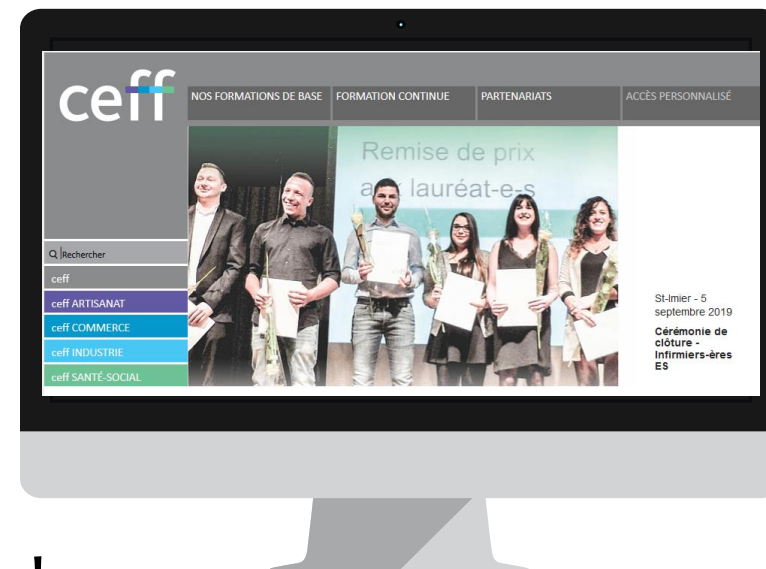 ceff
NOS FORMATIONS DE BASE
FORMATION CONTINUE
PARTENARIATS
ACCÈS PERSONNALISÉ
Remise de prix
aux lauréat-e-s
Rechercher
ceff
ceff ARTISANAT
ceff COMMERCE
ceff INDUSTRIE
ceff SANTÉ-SOCIAL
St-Imier - 5
septembre 2019
Cérémonie de
clôture -
Infirmiers-ères
ES